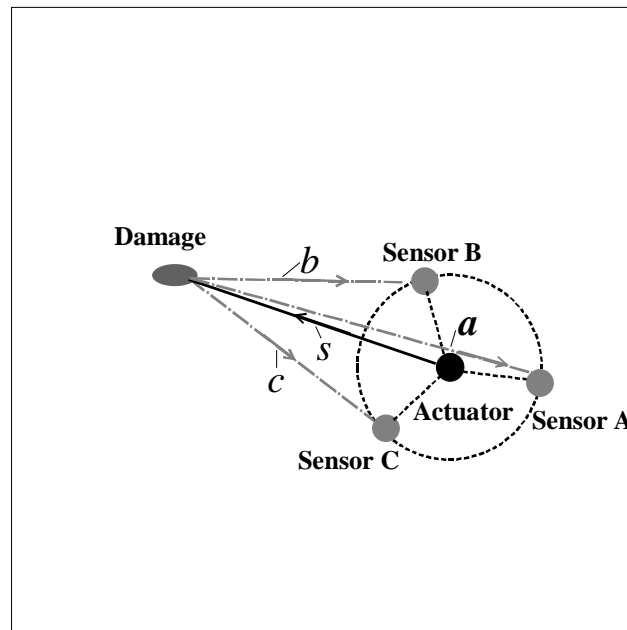 Damage
Sensor B
b
a
s
c
Actuator
Sensor A
Sensor C